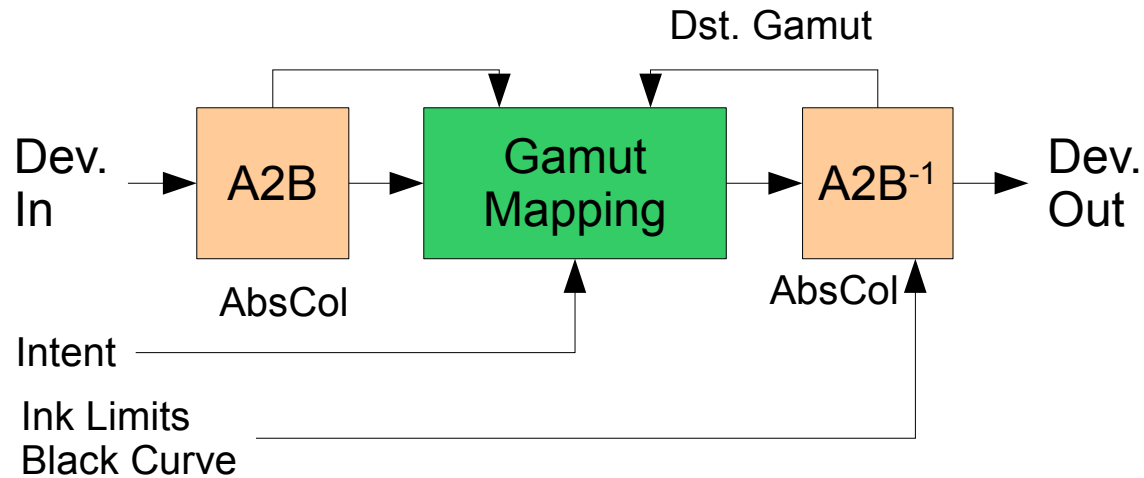 Dst. Gamut
Dev.
In
A2B
Gamut
Mapping
A2B⁻¹
Dev.
Out
AbsCol
AbsCol
Intent
Ink Limits
Black Curve